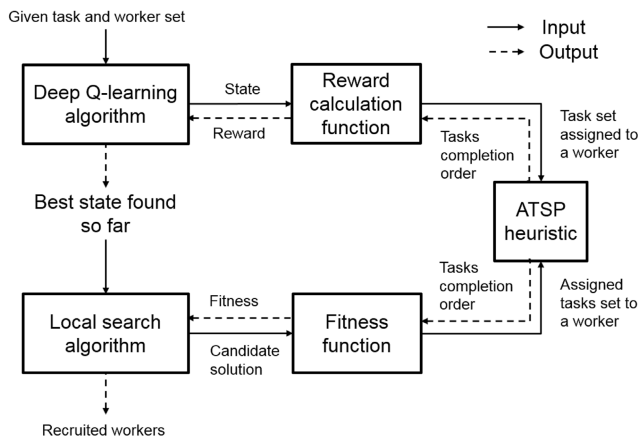 Given task and worker set
Input
Output
Deep Q-learning
algorithm
State
Reward
Reward
calculation
function
Tasks
completion
order
Task set
assigned to
a worker
Best state found
so far
ATSP
heuristic
Local search
algorithm
Fitness
Candidate
solution
Fitness
function
Tasks
completion
order
Assigned
tasks set to
a worker
Recruited workers